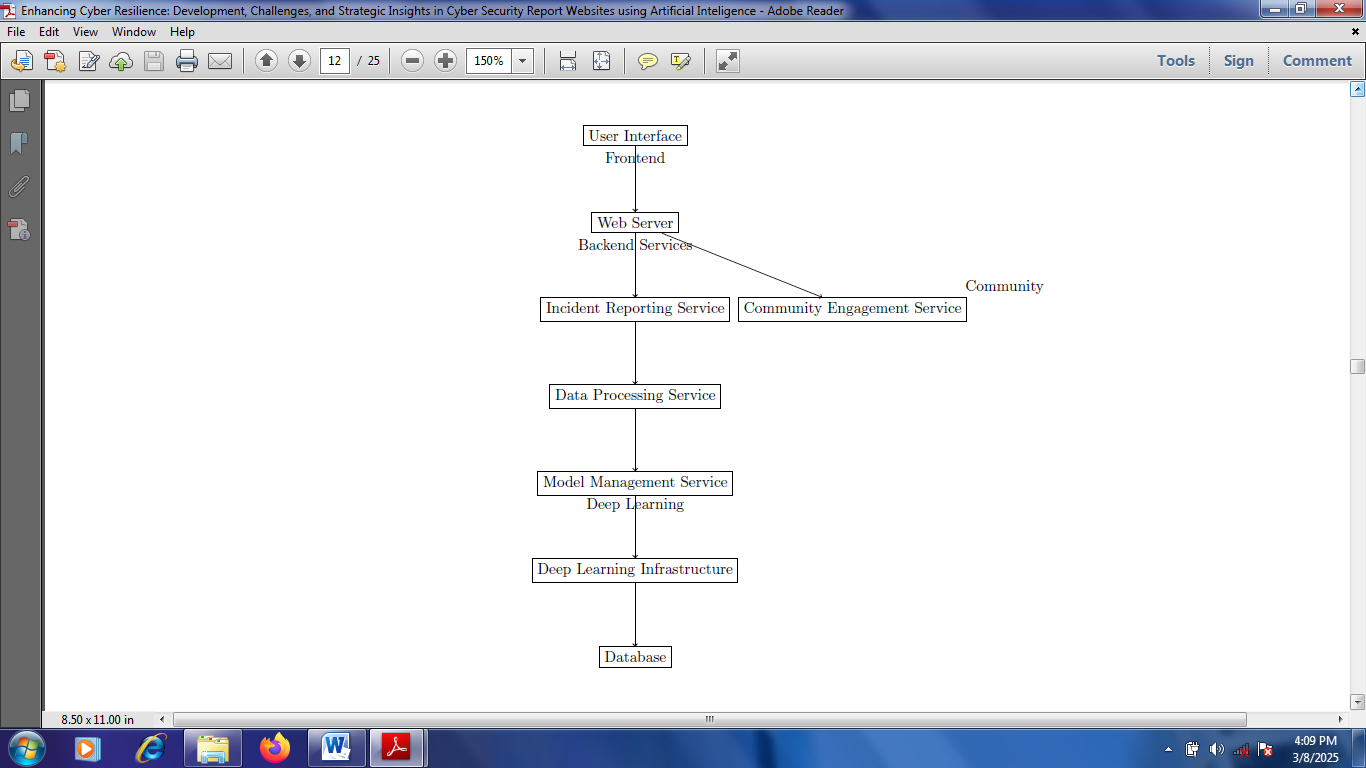 Enhancing Cyber Resilience: Development, Challenges, and Strategic Insights in Cyber Security Report Websites using Artificial Inteligence - Adobe Reader
File Edit View Window Help
12 / 25 150% Tools Sign Comment
User Interface
Frontend
Web Server
Backend Services
Community
Incident Reporting Service Community Engagement Service
Data Processing Service
Model Management Service
Deep Learning
Deep Learning Infrastructure
Database
8.50 x 11.00 in
4:09 PM
3/8/2025